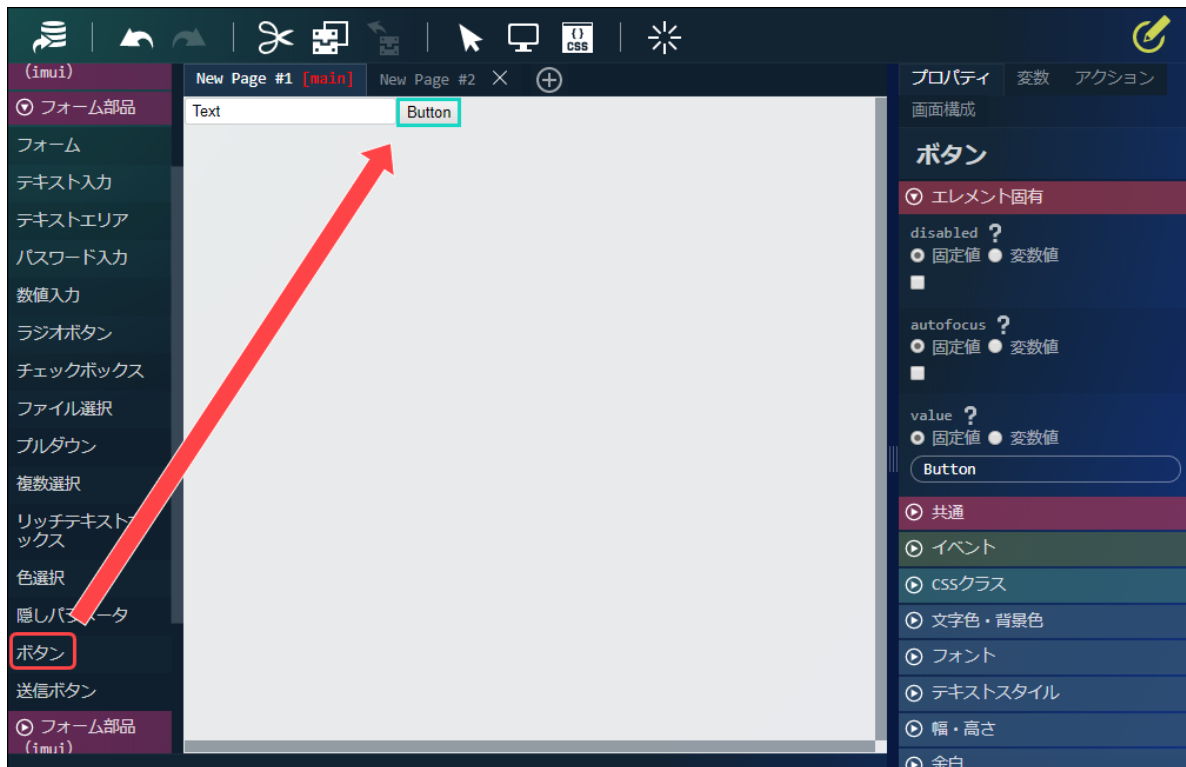 {}
CSS
(imui)
フォーム部品
フォーム
テキスト入力
テキストエリア
パスワード入力
数値入力
ラジオボタン
チェックボックス
ファイル選択
プルダウン
複数選択
リッチテキスト
ックス
色選択
隠しパ
ータ
ボタン
送信ボタン
フォーム部品
(imui)
New Page #1 [main]
New Page #2
Text
Button
プロパティ
変数
アクション
画面構成
ボタン
エレメント固有
disabled ?
固定値
変数値
autofocus ?
固定値
変数値
value ?
固定値
変数値
Button
共通
イベント
CSSクラス
文字色・背景色
フォント
テキストスタイル
幅・高さ
余白